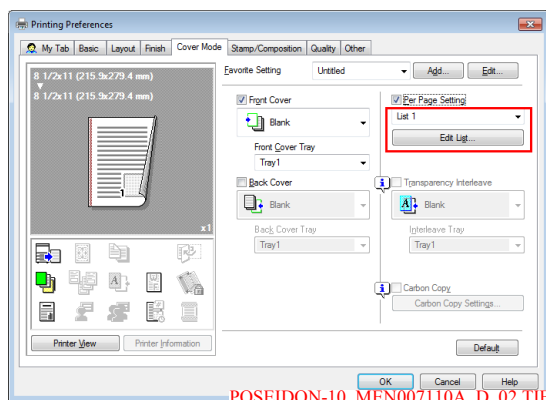 Printing Preferences
My Tab Basic Layout Finish Cover Mode Stamp/Composition Quality Other
8 1/2x11 (215.9x279.4 mm)
8 1/2x11 (215.9x279.4 mm)
1
x1
Printer View Printer Information
Favorite Setting Untitled Add... Edit...
Front Cover
Blank
Front Cover Tray
Tray1
Back Cover
Blank
Back Cover Tray
Tray1
Per Page Setting
List 1
Edit List...
Transparency Interleave
Blank
Interleave Tray
Tray1
Carbon Copy
Carbon Copy Settings...
Default
OK Cancel Help